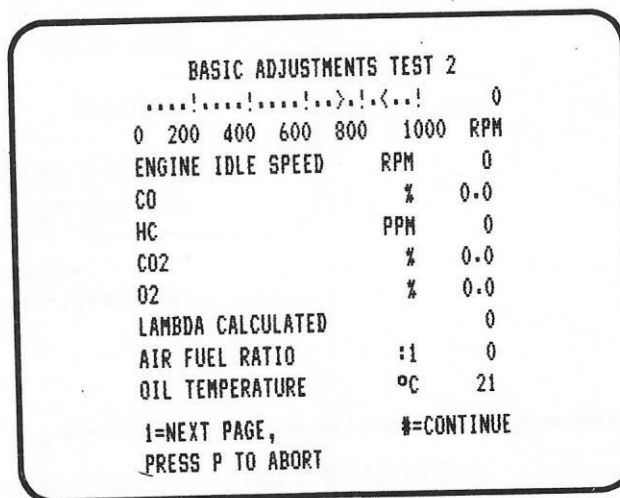 BASIC ADJUSTMENTS TEST 2
....!....!....!..>.!.<..! 0
0 200 400 600 800 1000 RPM
ENGINE IDLE SPEED RPM 0
CO % 0.0
HC PPM 0
CO2 % 0.0
O2 % 0.0
LAMBDA CALCULATED 0
AIR FUEL RATIO :1 0
OIL TEMPERATURE °C 21
1=NEXT PAGE, #=CONTINUE
PRESS P TO ABORT